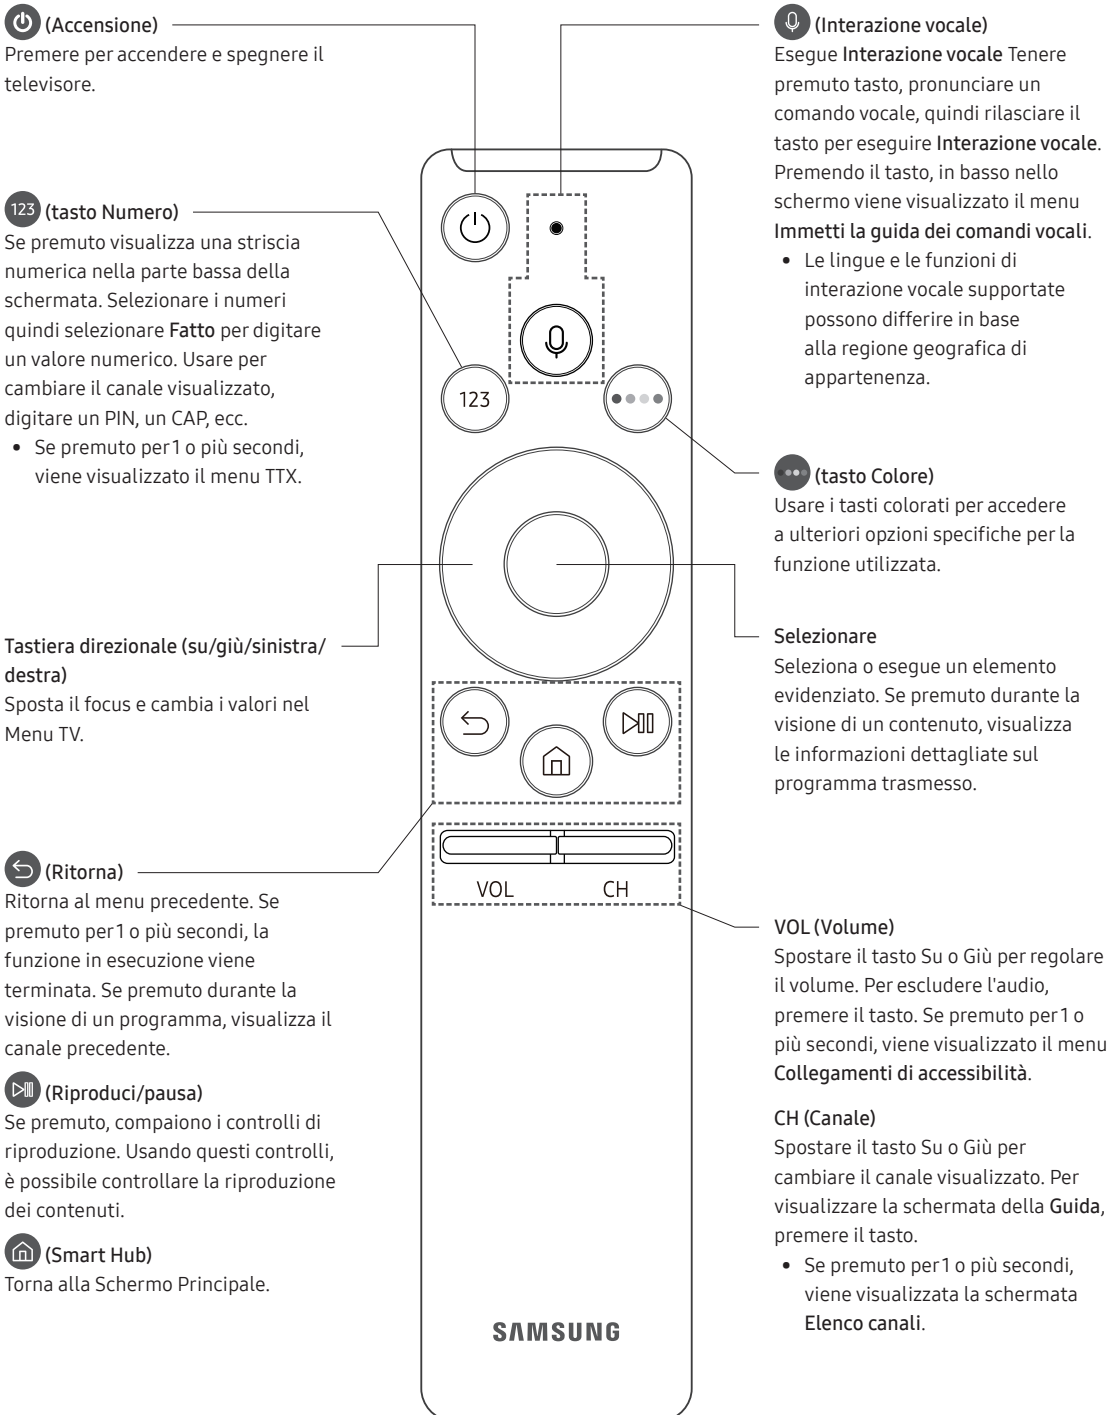 (Accensione)
Premere per accendere e spegnere il
televisore.
123 (tasto Numero)
Se premuto visualizza una striscia
numerica nella parte bassa della
schermata. Selezionare i numeri
quindi selezionare Fatto per digitare
un valore numerico. Usare per
cambiare il canale visualizzato,
digitare un PIN, un CAP, ecc.
• Se premuto per 1 o più secondi,
viene visualizzato il menu TTX.
Tastiera direzionale (su/giù/sinistra/
destra)
Sposta il focus e cambia i valori nel
Menu TV.
(Ritorna)
Ritorna al menu precedente. Se
premuto per 1 o più secondi, la
funzione in esecuzione viene
terminata. Se premuto durante la
visione di un programma, visualizza il
canale precedente.
(Riproduci/pausa)
Se premuto, compaiono i controlli di
riproduzione. Usando questi controlli,
è possibile controllare la riproduzione
dei contenuti.
(Smart Hub)
Torna alla Schermo Principale.
123
VOL
CH
SAMSUNG
(Interazione vocale)
Esegue Interazione vocale Tenere
premuto tasto, pronunciare un
comando vocale, quindi rilasciare il
tasto per eseguire Interazione vocale.
Premendo il tasto, in basso nello
schermo viene visualizzato il menu
Immetti la guida dei comandi vocali.
• Le lingue e le funzioni di
interazione vocale supportate
possono differire in base
alla regione geografica di
appartenenza.
(tasto Colore)
Usare i tasti colorati per accedere
a ulteriori opzioni specifiche per la
funzione utilizzata.
Selezionare
Seleziona o esegue un elemento
evidenziato. Se premuto durante la
visione di un contenuto, visualizza
le informazioni dettagliate sul
programma trasmesso.
VOL (Volume)
Spostare il tasto Su o Giù per regolare
il volume. Per escludere l'audio,
premere il tasto. Se premuto per 1 o
più secondi, viene visualizzato il menu
Collegamenti di accessibilità.
CH (Canale)
Spostare il tasto Su o Giù per
cambiare il canale visualizzato. Per
visualizzare la schermata della Guida,
premere il tasto.
• Se premuto per 1 o più secondi,
viene visualizzata la schermata
Elenco canali.